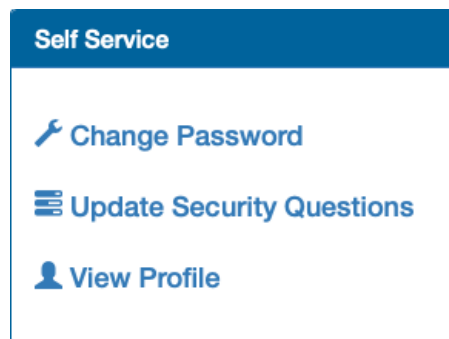 Self Service
Change Password
Update Security Questions
View Profile